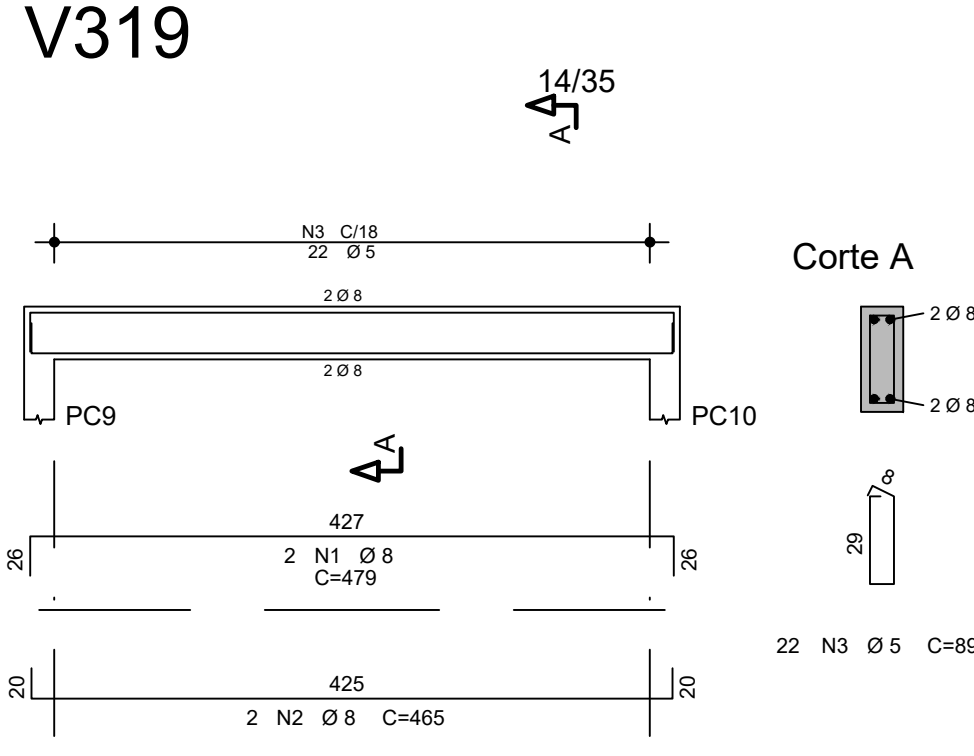 V319
14/35
A
N3 C/18
22 Ø 5
Corte A
2 Ø 8
2 Ø 8
2 Ø 8
2 Ø 8
PC9
PC10
A
8
427
29
26
2 N1 Ø 8
26
C=479
22 N3 Ø 5 C=89
20
425
20
2 N2 Ø 8 C=465